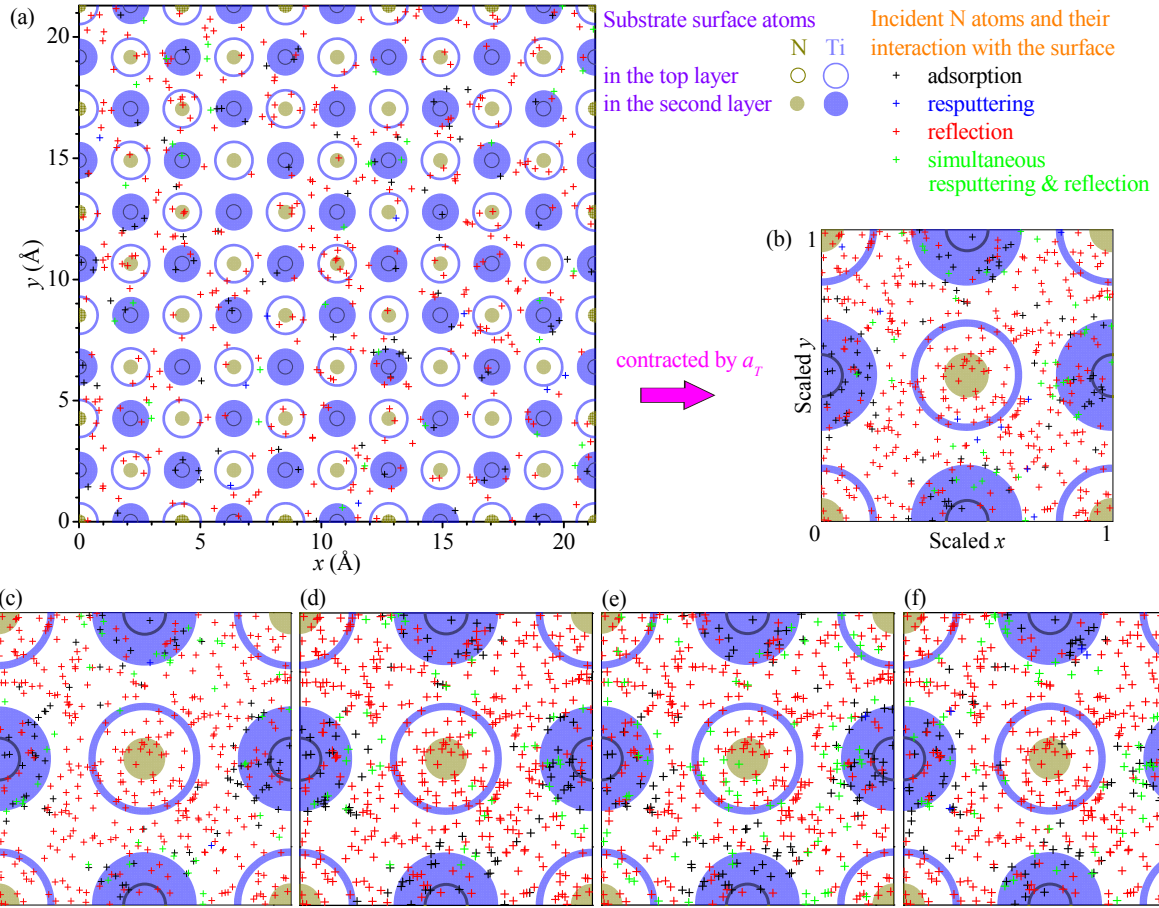 (a)
20
15
10
5
0
y (Å)
0
5
10
15
20
x (Å)
Substrate surface atoms
N Ti
in the top layer
in the second layer
Incident N atoms and their
interaction with the surface
adsorption
resputtering
reflection
simultaneous
resputtering & reflection
contracted by a_T
(b)
1
Scaled y
0
1
Scaled x
(c)
(d)
(e)
(f)